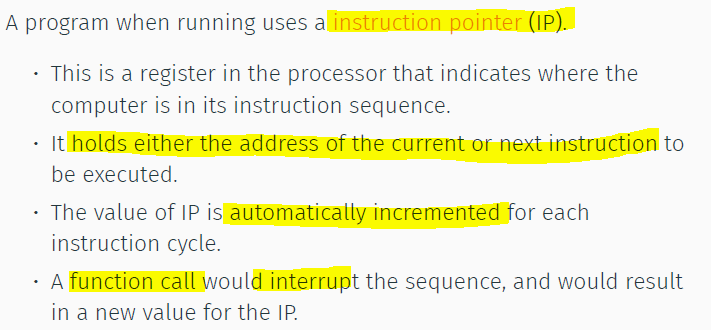 A program when running uses a instruction pointer (IP).
• This is a register in the processor that indicates where the
computer is in its instruction sequence.
• It holds either the address of the current or next instruction to
be executed.
• The value of IP is automatically incremented for each
instruction cycle.
• A function call would interrupt the sequence, and would result
in a new value for the IP.